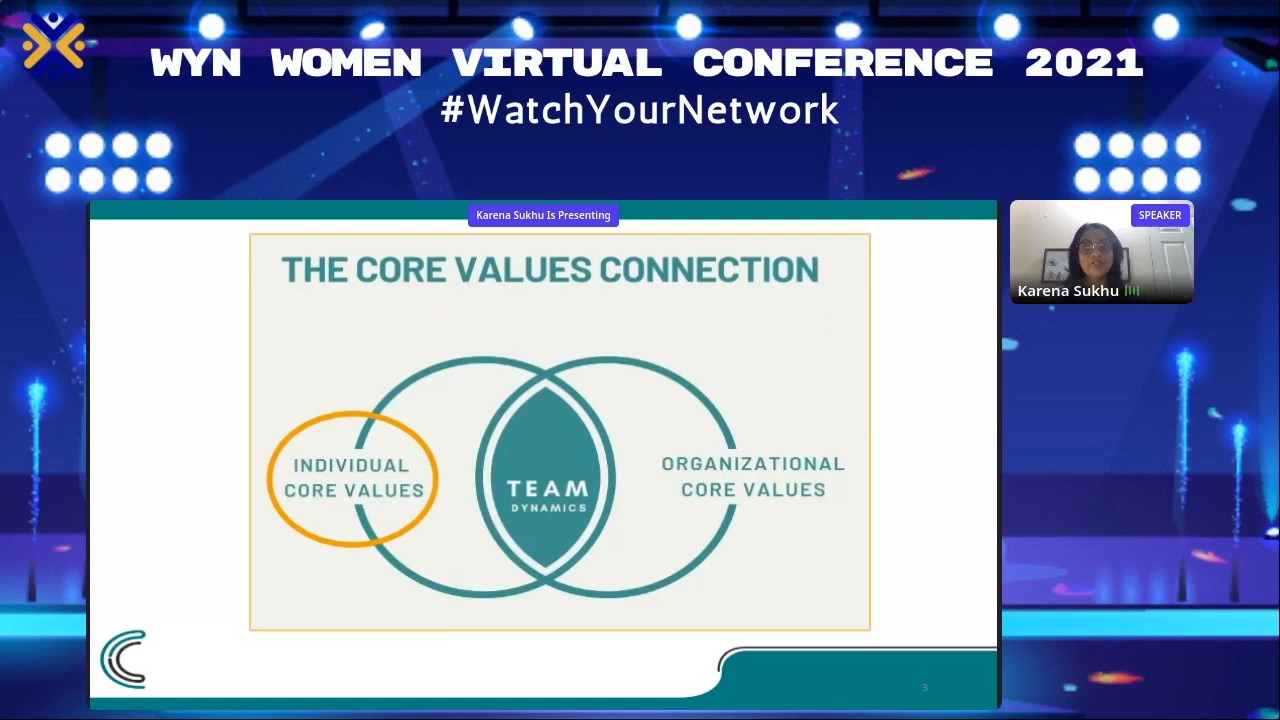 WYN WOMEN VIRTUAL CONFERENCE 2021
#WatchYourNetwork
Karena Sukhu Is Presenting
SPEAKER
Karena Sukhu
THE CORE VALUES CONNECTION
INDIVIDUAL
CORE VALUES
TEAM
DYNAMICS
ORGANIZATIONAL
CORE VALUES
3